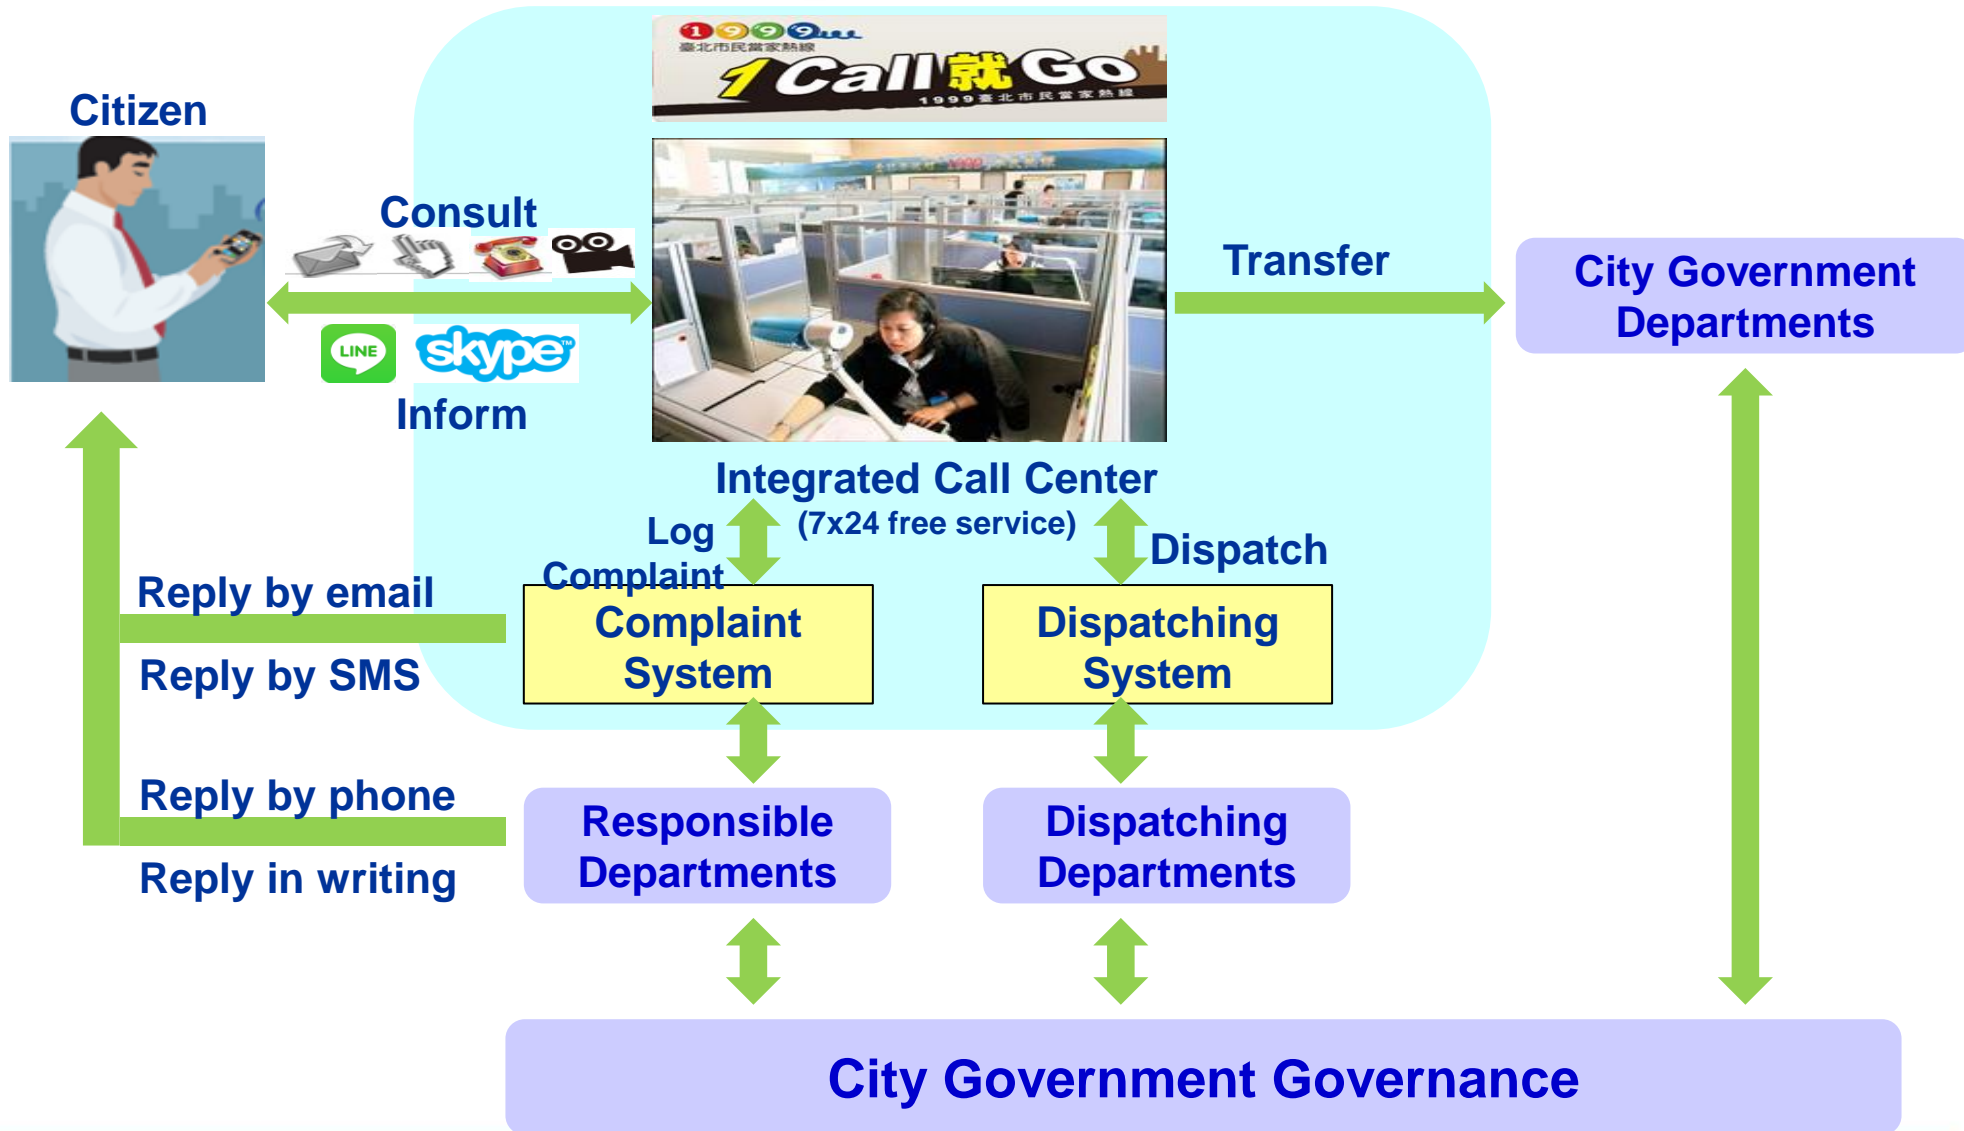 1999
臺北市民當家熱線
1 Call 就 Go
1999臺北市民當家熱線
Citizen
Consult
LINE
skype™
Inform
Transfer
City Government
Departments
Integrated Call Center
(7x24 free service)
Log
Complaint
Dispatch
Complaint
System
Dispatching
System
Reply by email
Reply by SMS
Reply by phone
Reply in writing
Responsible
Departments
Dispatching
Departments
City Government Governance